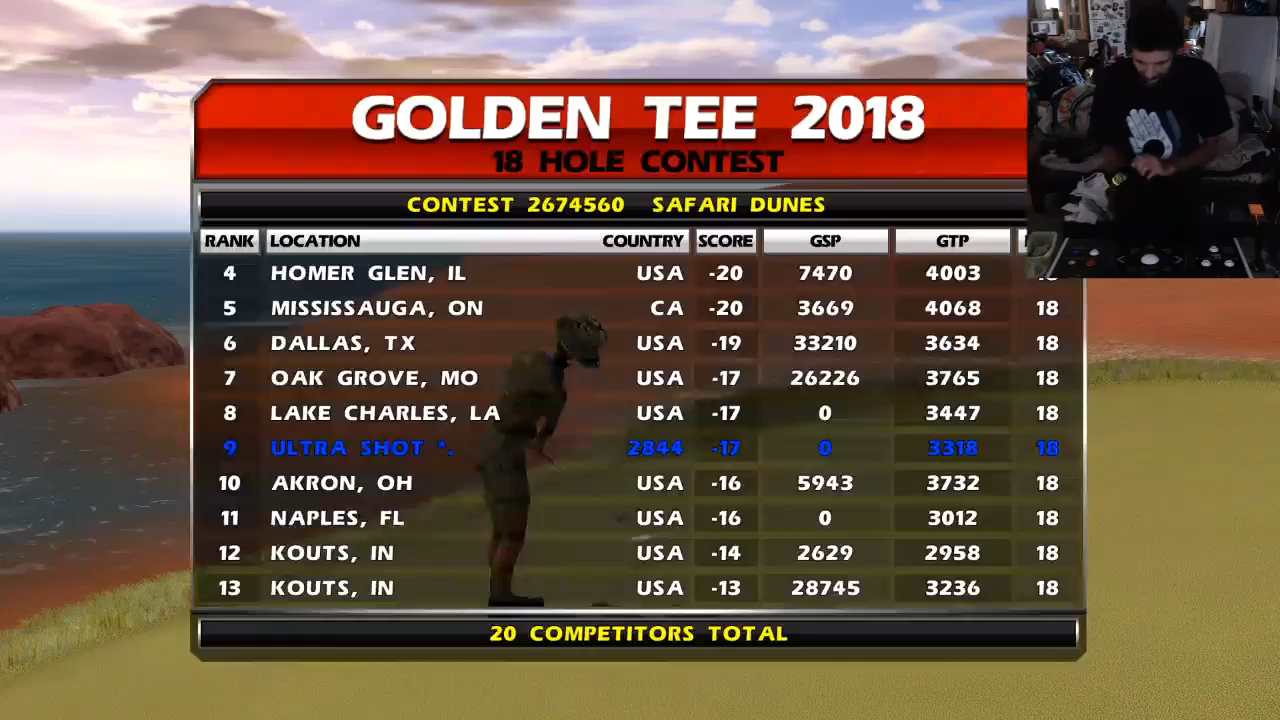 GOLDEN TEE 2018
18 HOLE CONTEST
CONTEST 2674560 SAFARI DUNES
RANK LOCATION COUNTRY SCORE GSP GTP
4 HOMER GLEN, IL USA -20 7470 4003 18
5 MISSISSAUGA, ON CA -20 3669 4068 18
6 DALLAS, TX USA -19 33210 3634 18
7 OAK GROVE, MO USA -17 26226 3765 18
8 LAKE CHARLES, LA USA -17 0 3447 18
9 ULTRA SHOT *. 2844 -17 0 3318 18
10 AKRON, OH USA -16 5943 3732 18
11 NAPLES, FL USA -16 0 3012 18
12 KOUTS, IN USA -14 2629 2958 18
13 KOUTS, IN USA -13 28745 3236 18
20 COMPETITORS TOTAL